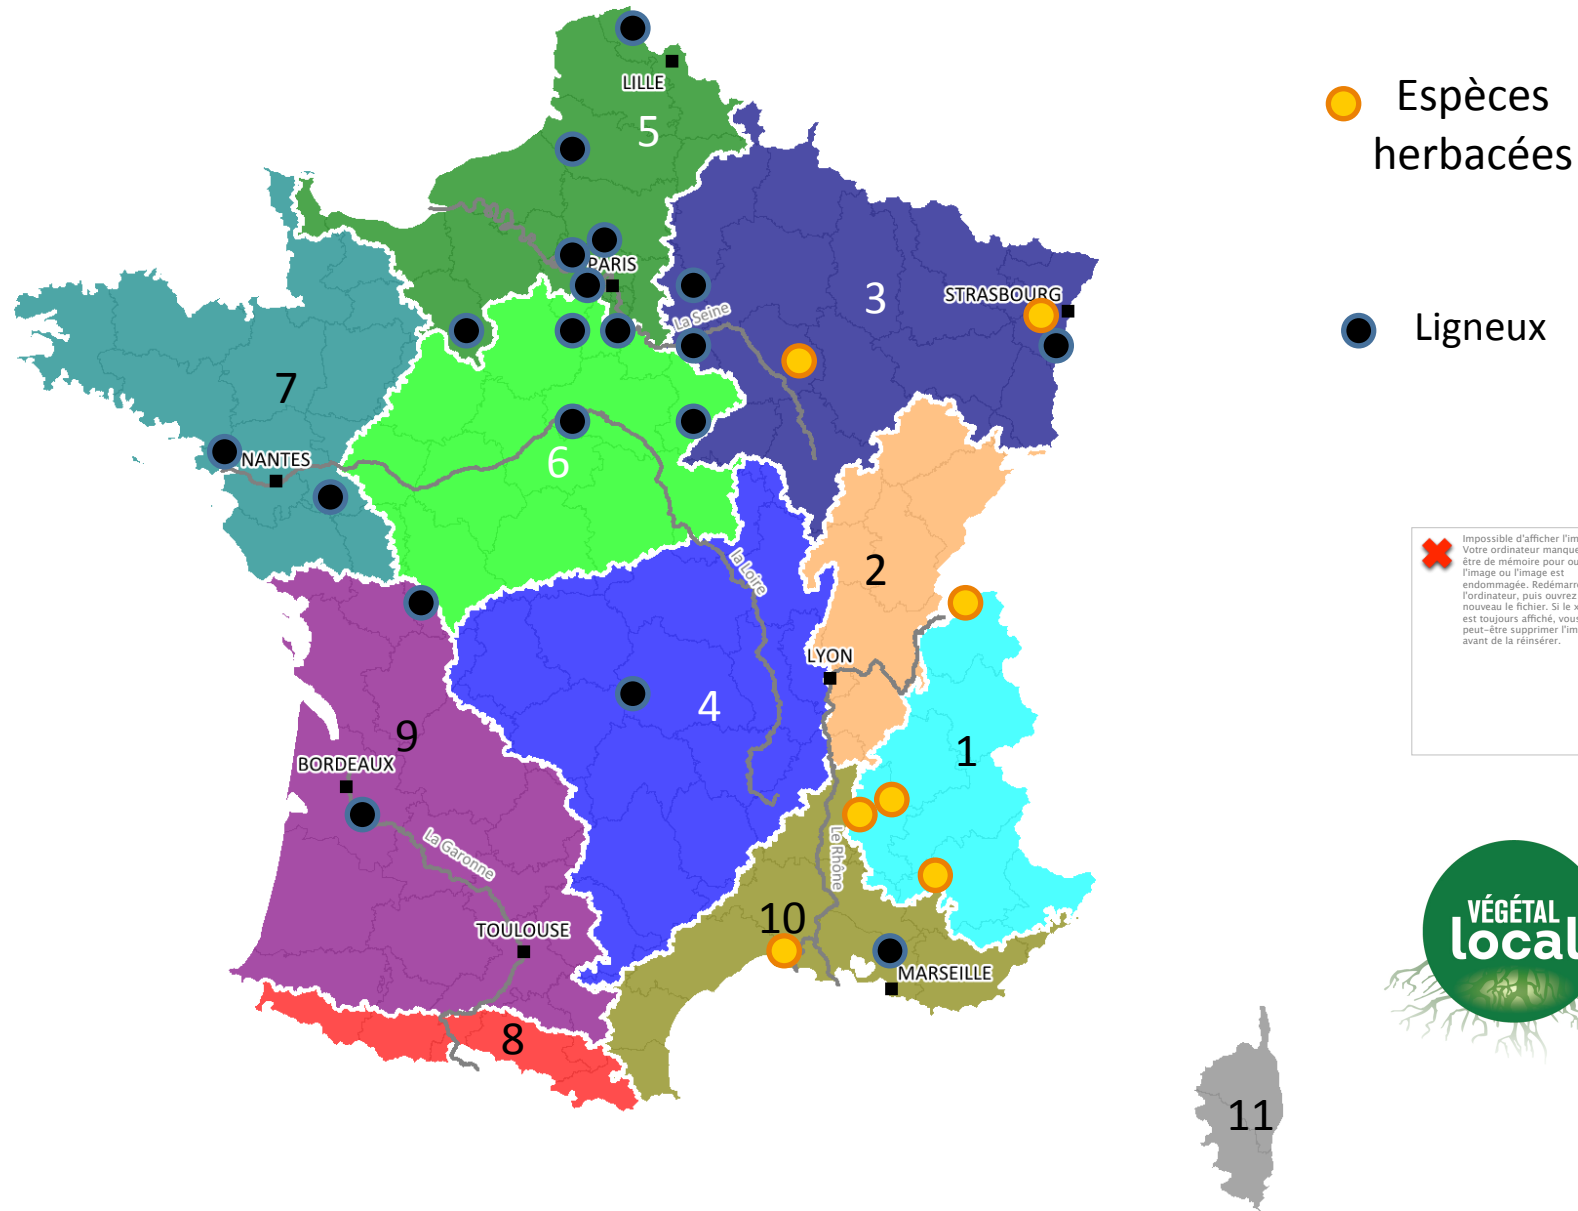 LILLE
5
Espèces
herbacées
PARIS
3
STRASBOURG
La Seine
Ligneux
7
NANTES
6
la Loire
2
Impossible d'afficher l'im
Votre ordinateur manque
être de mémoire pour ou
l'image ou l'image est
endommagée. Redémarre
l'ordinateur, puis ouvrez
nouveau le fichier. Si le x
est toujours affiché, vous
peut-être supprimer l'im
avant de la réinsérer.
LYON
4
9
1
BORDEAUX
La Garonne
le Rhône
10
TOULOUSE
VÉGÉTAL
local
MARSEILLE
8
11